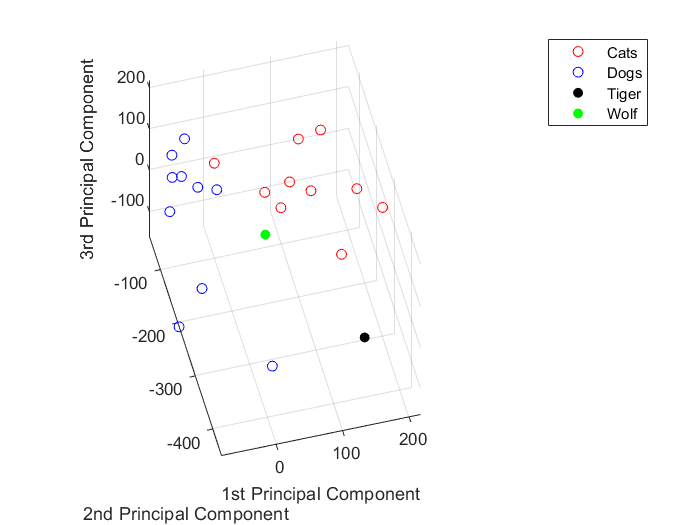 Cats
Dogs
Tiger
Wolf
3rd Principal Component
200
100
0
-100
-100
-200
-300
-400
0
100
200
1st Principal Component
2nd Principal Component